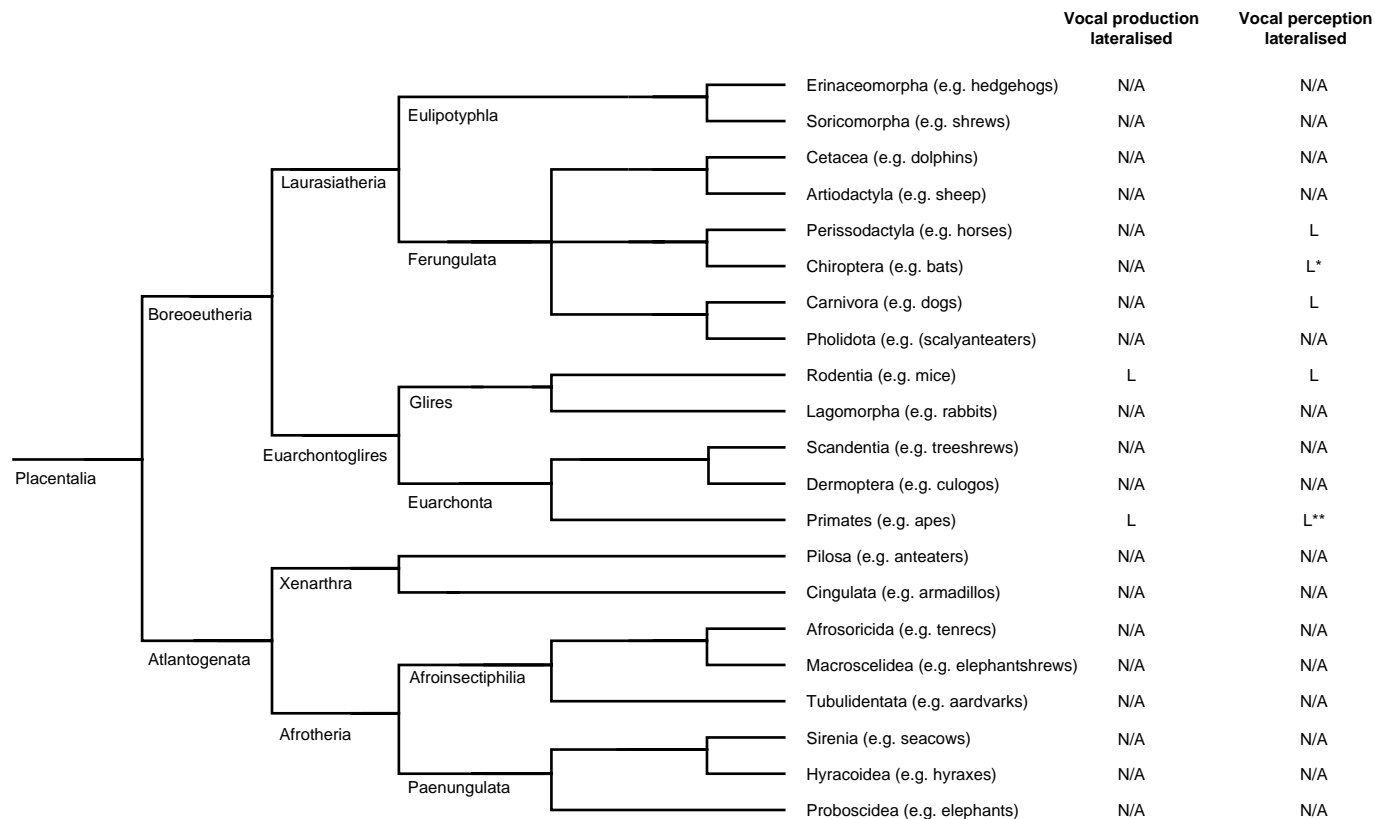 Vocal production
lateralised
Vocal perception
lateralised
Erinaceomorpha (e.g. hedgehogs) N/A N/A
Eulipotyphla
Soricomorpha (e.g. shrews) N/A N/A
Cetacea (e.g. dolphins) N/A N/A
Laurasiatheria
Artiodactyla (e.g. sheep) N/A N/A
Perissodactyla (e.g. horses) N/A L
Ferungulata
Chiroptera (e.g. bats) N/A L*
Carnivora (e.g. dogs) N/A L
Boreoeutheria
Pholidota (e.g. (scalyanteaters) N/A N/A
Rodentia (e.g. mice) L L
Glires
Lagomorpha (e.g. rabbits) N/A N/A
Scandentia (e.g. treeshrews) N/A N/A
Euarchontoglires
Placentalia
Dermoptera (e.g. culogos) N/A N/A
Euarchonta
Primates (e.g. apes) L L**
Pilosa (e.g. anteaters) N/A N/A
Xenarthra
Cingulata (e.g. armadillos) N/A N/A
Afrosoricida (e.g. tenrecs) N/A N/A
Atlantogenata
Macroscelidea (e.g. elephantshrews) N/A N/A
Afroinsectiphilia
Tubulidentata (e.g. aardvarks) N/A N/A
Afrotheria
Sirenia (e.g. seacows) N/A N/A
Hyracoidea (e.g. hyraxes) N/A N/A
Paenungulata
Proboscidea (e.g. elephants) N/A N/A